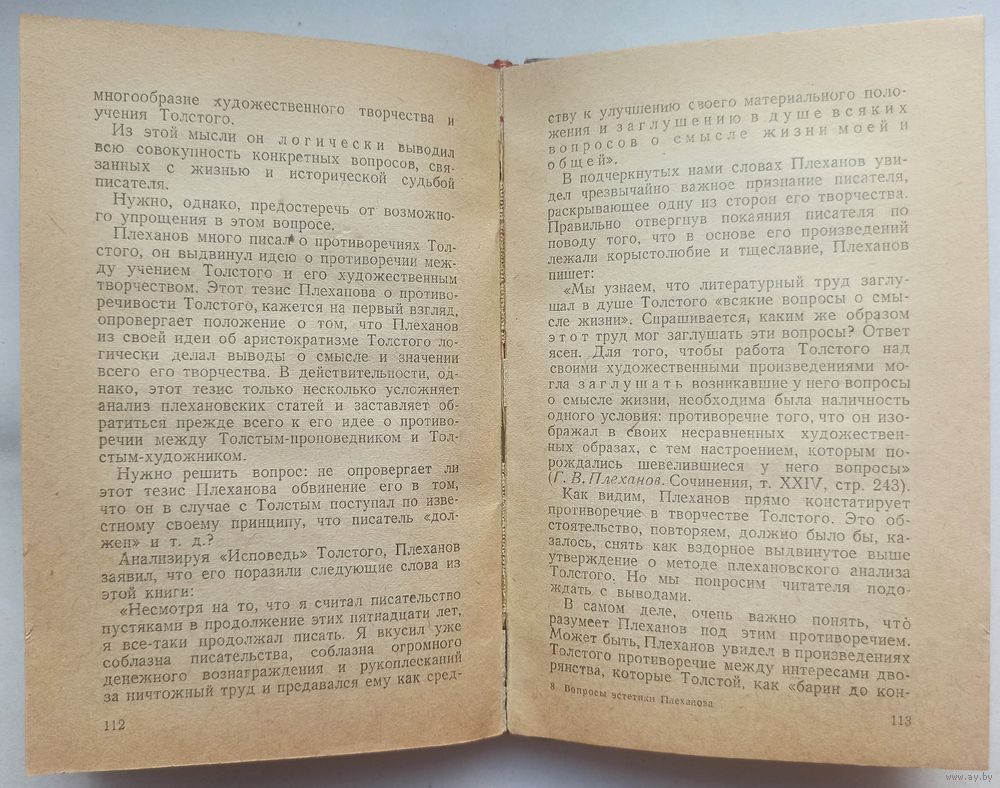 многообразие художественного творчества и
учения Толстого.
Из этой мысли он логически выводил
всю совокупность конкретных вопросов, свя-
занных с жизнью и исторической судьбой
писателя.
Нужно, однако, предостеречь от возможно-
го упрощения в этом вопросе.
Плеханов много писал о противоречиях Тол-
стого, он выдвинул идею о противоречии меж-
ду учением Толстого и его художественным
творчеством. Этот тезис Плеханова о противо-
речивости Толстого, кажется на первый взгляд,
опровергает положение о том, что Плеханов
из своей идеи об аристократизме Толстого ло-
гически делал выводы о смысле и значении
всего его творчества. В действительности, од-
нако, этот тезис только несколько усложняет
анализ плехановских статей и заставляет об-
ратиться прежде всего к его идее о противо-
речии между Толстым-проповедником и Тол-
стым-художником.
Нужно решить вопрос: не опровергает ли
этот тезис Плеханова обвинение его в том,
что он в случае с Толстым поступал по изве-
стному своему принципу, что писатель «дол-
жен» и т. д.?
Анализируя «Исповедь» Толстого, Плеханов
заявил, что его поразили следующие слова из
этой книги:
«Несмотря на то, что я считал писательство
пустяками в продолжение этих пятнадцати лет,
я все-таки продолжал писать. Я вкусил уже
соблазна писательства, соблазна огромного
денежного вознаграждения и рукоплесканий
за ничтожный труд и предавался ему как сред-
112
ству к улучшению своего материального поло-
жения и заглушению в душе всяких
вопросов о смысле жизни моей и
общей».
В подчеркнутых нами словах Плеханов уви-
дел чрезвычайно важное признание писателя,
раскрывающее одну из сторон его творчества.
Правильно отвергнув покаяния писателя по
поводу того, что в основе его произведений
лежали корыстолюбие и тщеславие, Плеханов
пишет:
«Мы узнаем, что литературный труд заглу-
шал в душе Толстого «всякие вопросы о смы-
сле жизни». Спрашивается, каким же образом
этот труд мог заглушать эти вопросы? Ответ
ясен. Для того, чтобы работа Толстого над
своими художественными произведениями мо-
гла заглушать возникавшие у него вопросы
о смысле жизни, необходима была наличность
одного условия: противоречие того, что он изо-
бражал в своих несравненных художествен-
ных образах, с тем настроением, которым по-
рождались шевелившиеся у него вопросы»
(Г. В. Плеханов. Сочинения, т. XXIV, стр. 243).
Как видим, Плеханов прямо констатирует
противоречие в творчестве Толстого. Это об-
стоятельство, повторяем, должно было бы, ка-
залось, снять как вздорное выдвинутое выше
утверждение о методе плехановского анализа
Толстого. Но мы попросим читателя подо-
ждать с выводами.
В самом деле, очень важно понять, что
разумеет Плеханов под этим противоречием.
Может быть, Плеханов увидел в произведениях
Толстого противоречие между интересами дво-
рянства, которые Толстой, как «барин до кон-
8 Вопросы эстетики Плеханова
113
www.ay.by